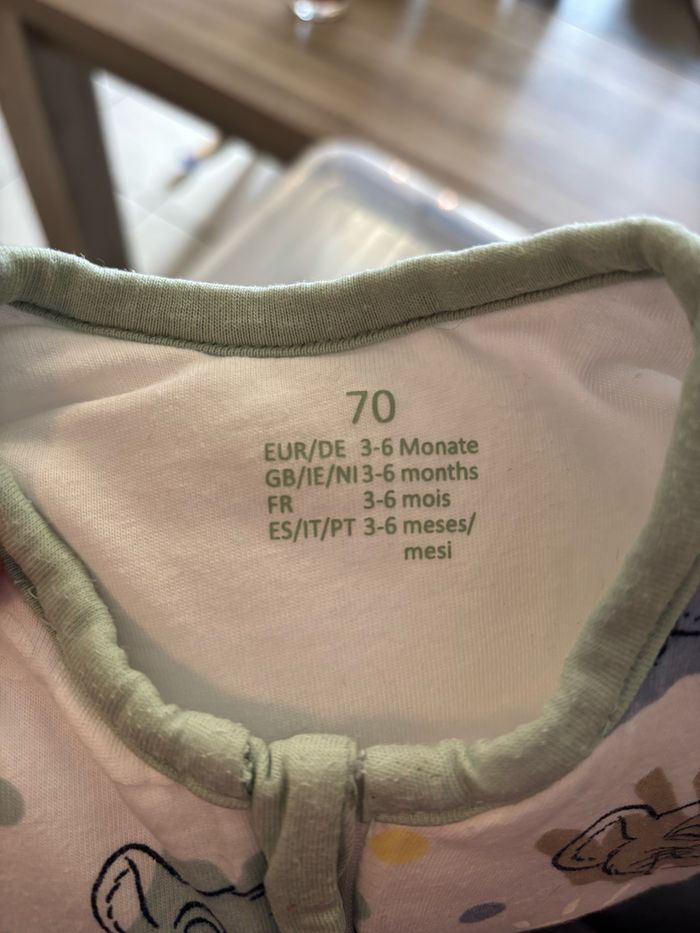 70
EUR/DE 3-6 Monate
GB/IE/NI 3-6 months
FR 3-6 mois
ES/IT/PT 3-6 meses/
mesi